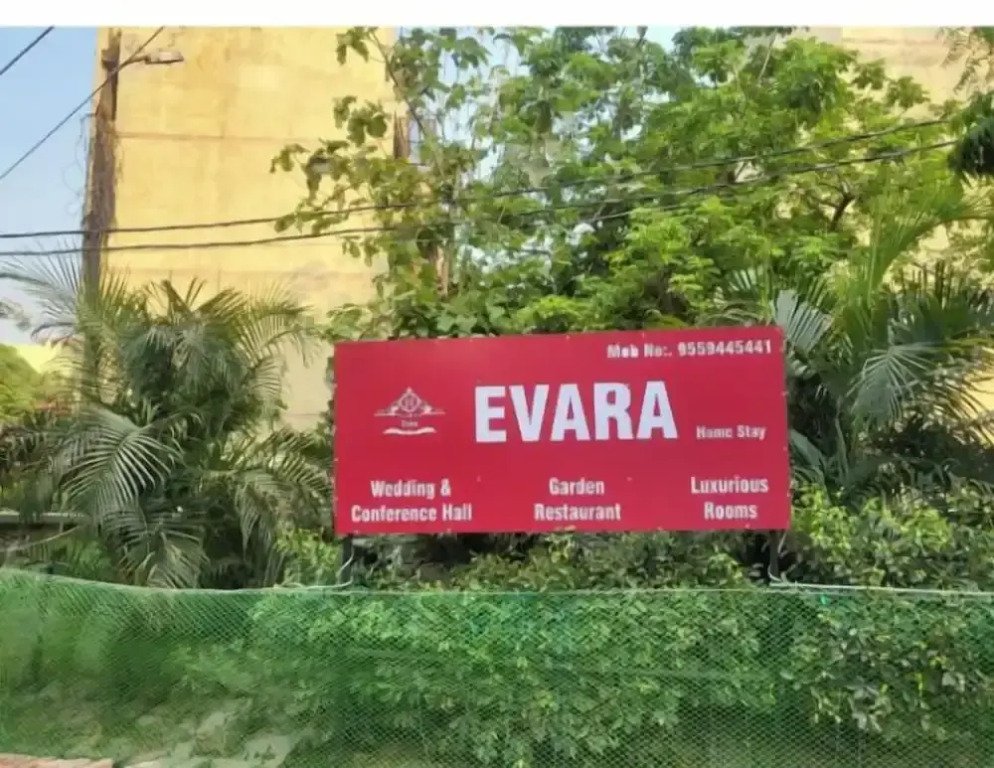 Mob No:. 9559445441
EVARA
Home Stay
Wedding &
Conference Hall
Garden
Restaurant
Luxurious
Rooms